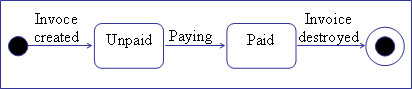 Invoce
created
Unpaid
Paying
Paid
Invoice
destroyed